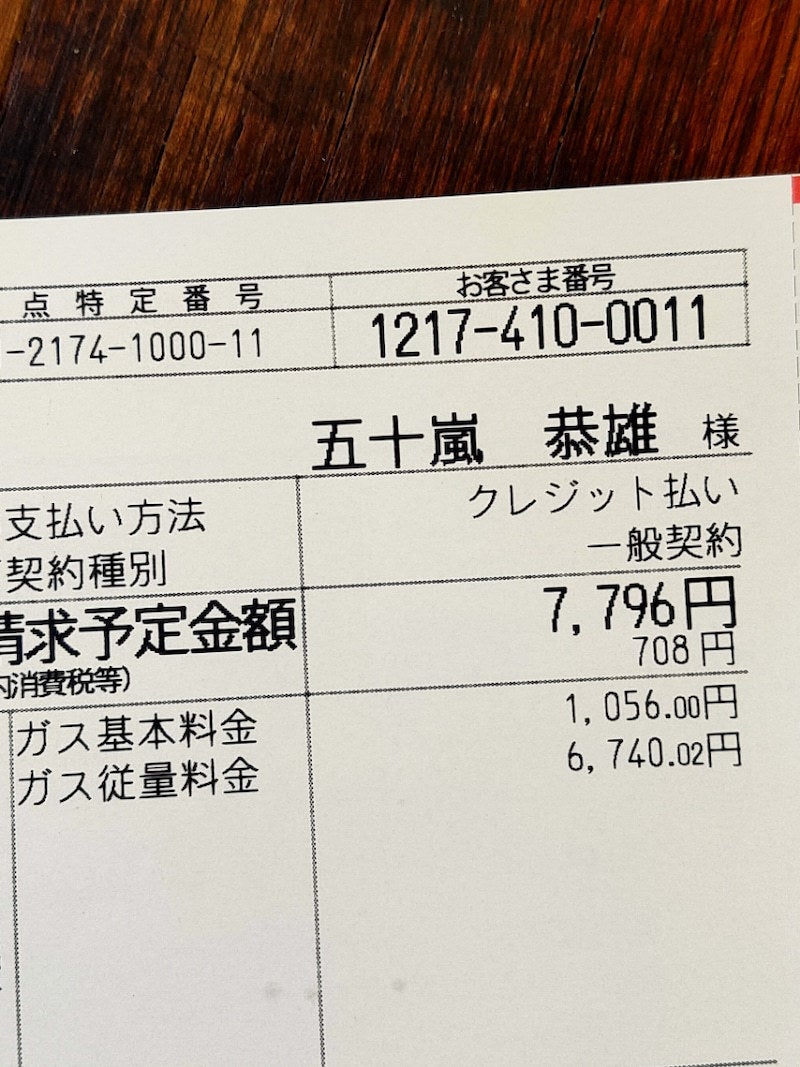 点特定番号 お客さま番号
-2174-1000-11 1217-410-0011
五十嵐 恭雄 様
支払い方法 クレジット払い
契約種別 一般契約
請求予定金額 7,796円
内消費税等) 708円
ガス基本料金 1,056.00円
ガス従量料金 6,740.02円